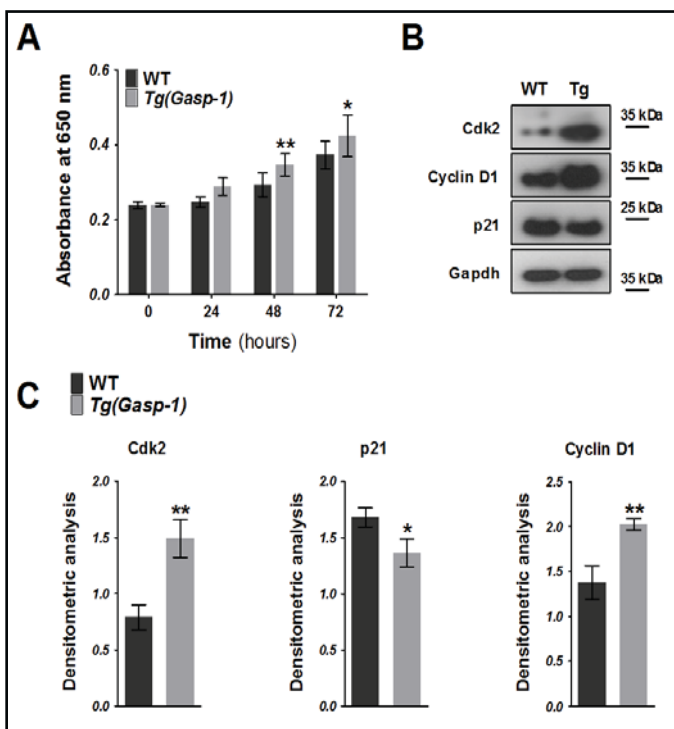 A
WT
Tg(Gasp-1)
Absorbance at 650 nm
0.6
0.4
0.2
0.0
** *
0 24 48 72
Time (hours)
B
WT Tg
Cdk2 35 kDa
Cyclin D1 35 kDa
p21 25 kDa
Gapdh 35 kDa
C
WT
Tg(Gasp-1)
Cdk2
Densitometric analysis
2.0
1.5
1.0
0.5
0.0
**
p21
Densitometric analysis
2.0
1.5
1.0
0.5
0.0
*
Cyclin D1
Densitometric analysis
2.5
2.0
1.5
1.0
0.5
0.0
**